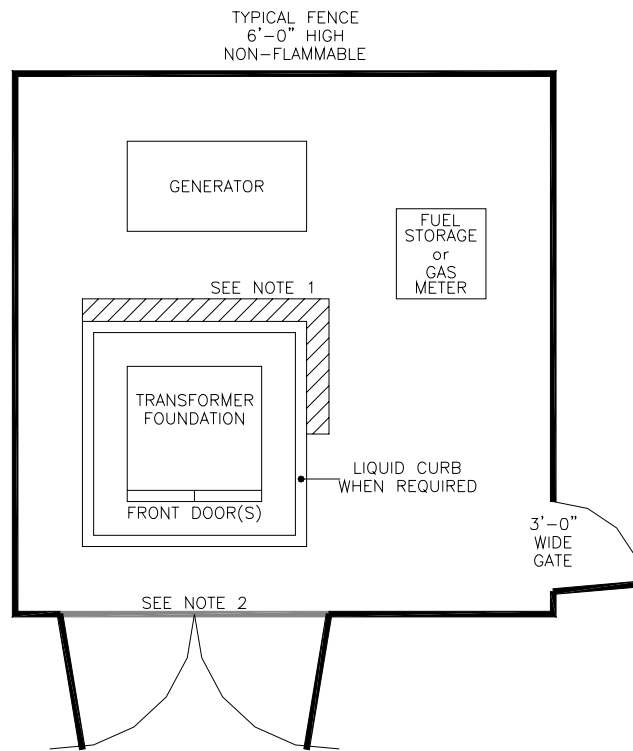 TYPICAL FENCE
6'-0" HIGH
NON-FLAMMABLE
GENERATOR
FUEL
STORAGE
or
GAS
METER
SEE NOTE 1
TRANSFORMER
FOUNDATION
LIQUID CURB
WHEN REQUIRED
FRONT DOOR(S)
3'-0"
WIDE
GATE
SEE NOTE 2